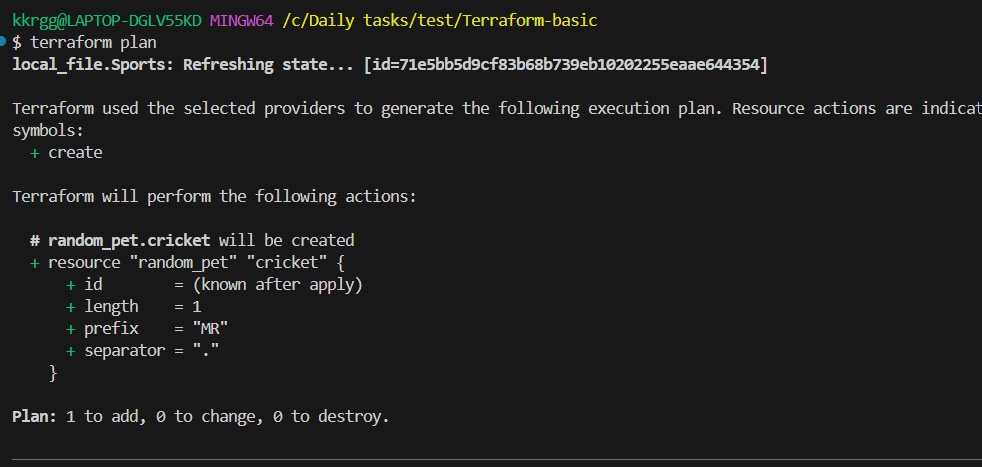 kkrgg@LAPTOP-DGLV55KD MINGW64 /c/Daily tasks/test/Terraform-basic
$ terraform plan
local_file.Sports: Refreshing state... [id=71e5bb5d9cf83b68b739eb10202255eaae644354]
Terraform used the selected providers to generate the following execution plan. Resource actions are indicat
symbols:
+ create
Terraform will perform the following actions:
# random_pet.cricket will be created
+ resource "random_pet" "cricket" {
+ id        = (known after apply)
+ length    = 1
+ prefix    = "MR"
+ separator = "."
}
Plan: 1 to add, 0 to change, 0 to destroy.